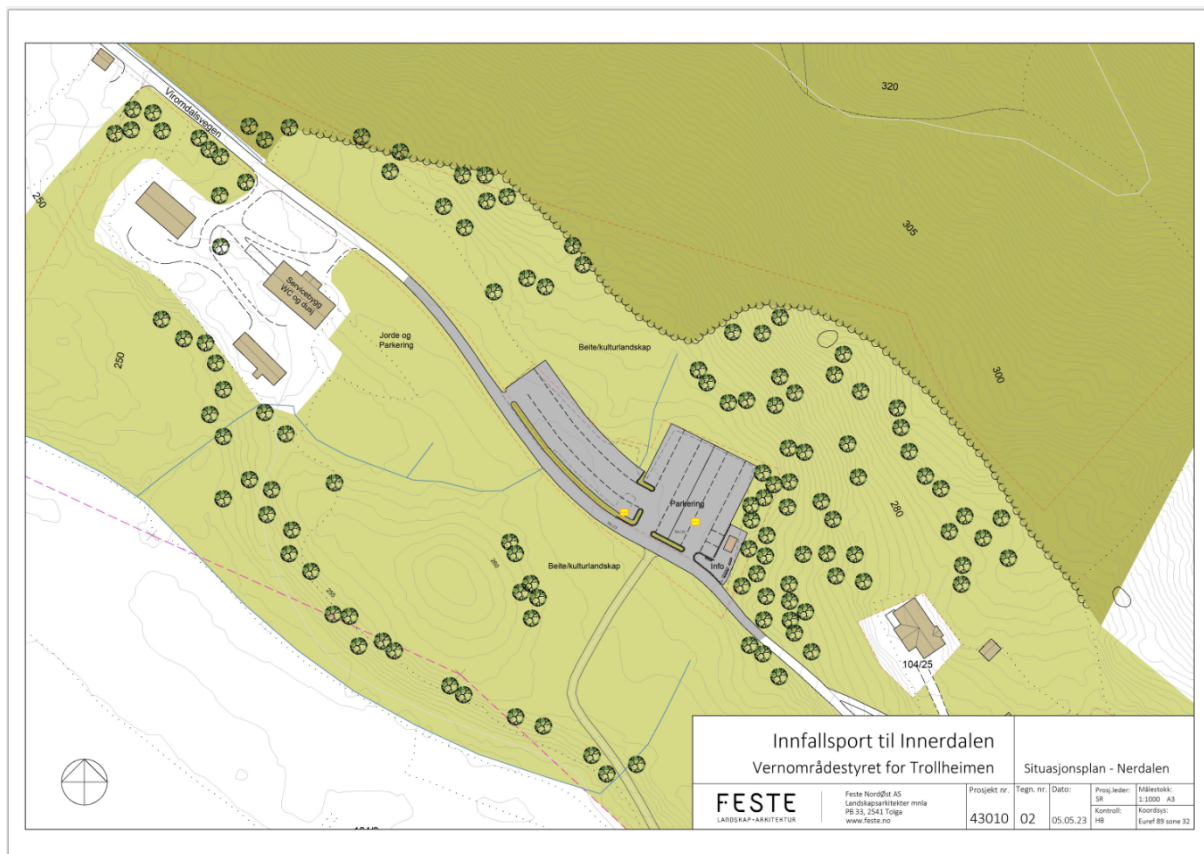 320
Viromdalsvegen
250
305
Servicebygg
WC og dusj
Jorde og
Parkering
Beite/kulturlandskap
250
300
Parkering
280
Beite/kulturlandskap
260
Info
250
104/25
Innfallsport til Innerdalen
Vernområdestyret for Trollheimen
Situasjonsplan - Nerdalen
FESTE
LANDSKAP•ARKITEKTUR
Feste NordØst AS
Landskapsarkitekter mnla
PB 33, 2541 Tolga
www.feste.no
Prosjekt nr.
43010
Tegn. nr.
02
Dato:
05.05.23
Prosj.leder:
SR
Kontroll:
HB
Målestokk:
1:1000 A3
Koordsys:
Euref 89 sone 32